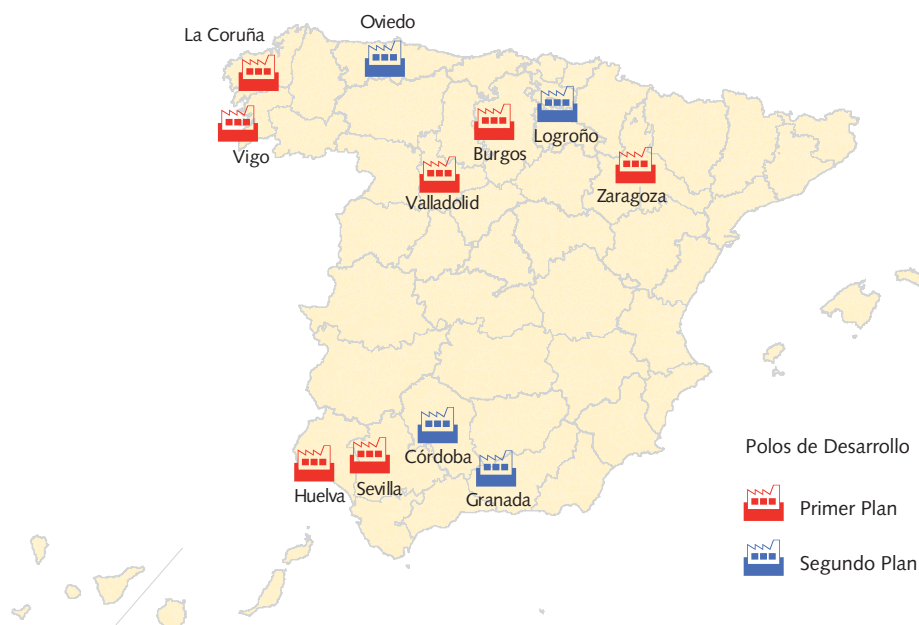 Oviedo
La Coruña
Vigo
Burgos
Logroño
Valladolid
Zaragoza
Córdoba
Huelva
Sevilla
Granada
Polos de Desarrollo
Primer Plan
Segundo Plan